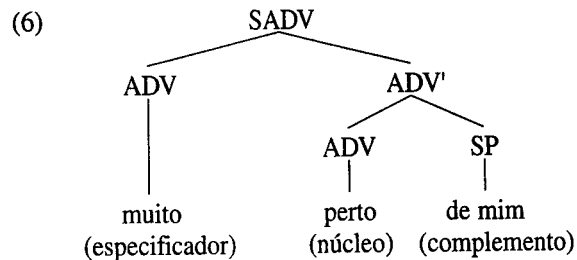 (6) SADV
ADV ADV'
ADV SP
muito perto de mim
(especificador) (núcleo) (complemento)